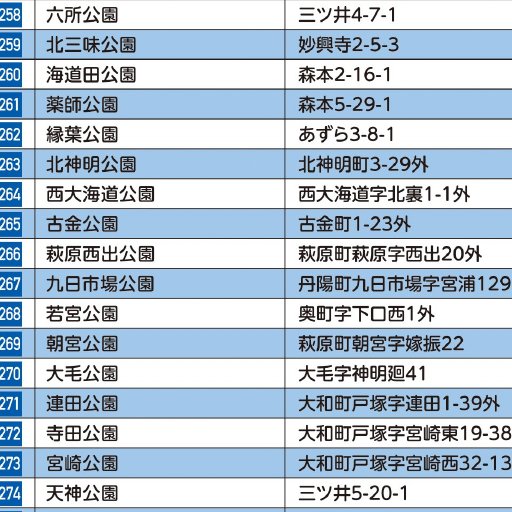 258 六所公園 三ツ井4-7-1
259 北三味公園 妙興寺2-5-3
260 海道田公園 森本2-16-1
261 薬師公園 森本5-29-1
262 縁葉公園 あずら3-8-1
263 北神明公園 北神明町3-29外
264 西大海道公園 西大海道字北裏1-1外
265 古金公園 古金町1-23外
266 萩原西出公園 萩原町萩原字西出20外
267 九日市場公園 丹陽町九日市場字宮浦129
268 若宮公園 奥町字下口西1外
269 朝宮公園 萩原町朝宮字嫁振22
270 大毛公園 大毛字神明廻41
271 連田公園 大和町戸塚字連田1-39外
272 寺田公園 大和町戸塚字宮崎東19-38
273 宮崎公園 大和町戸塚字宮崎西32-13
274 天神公園 三ツ井5-20-1